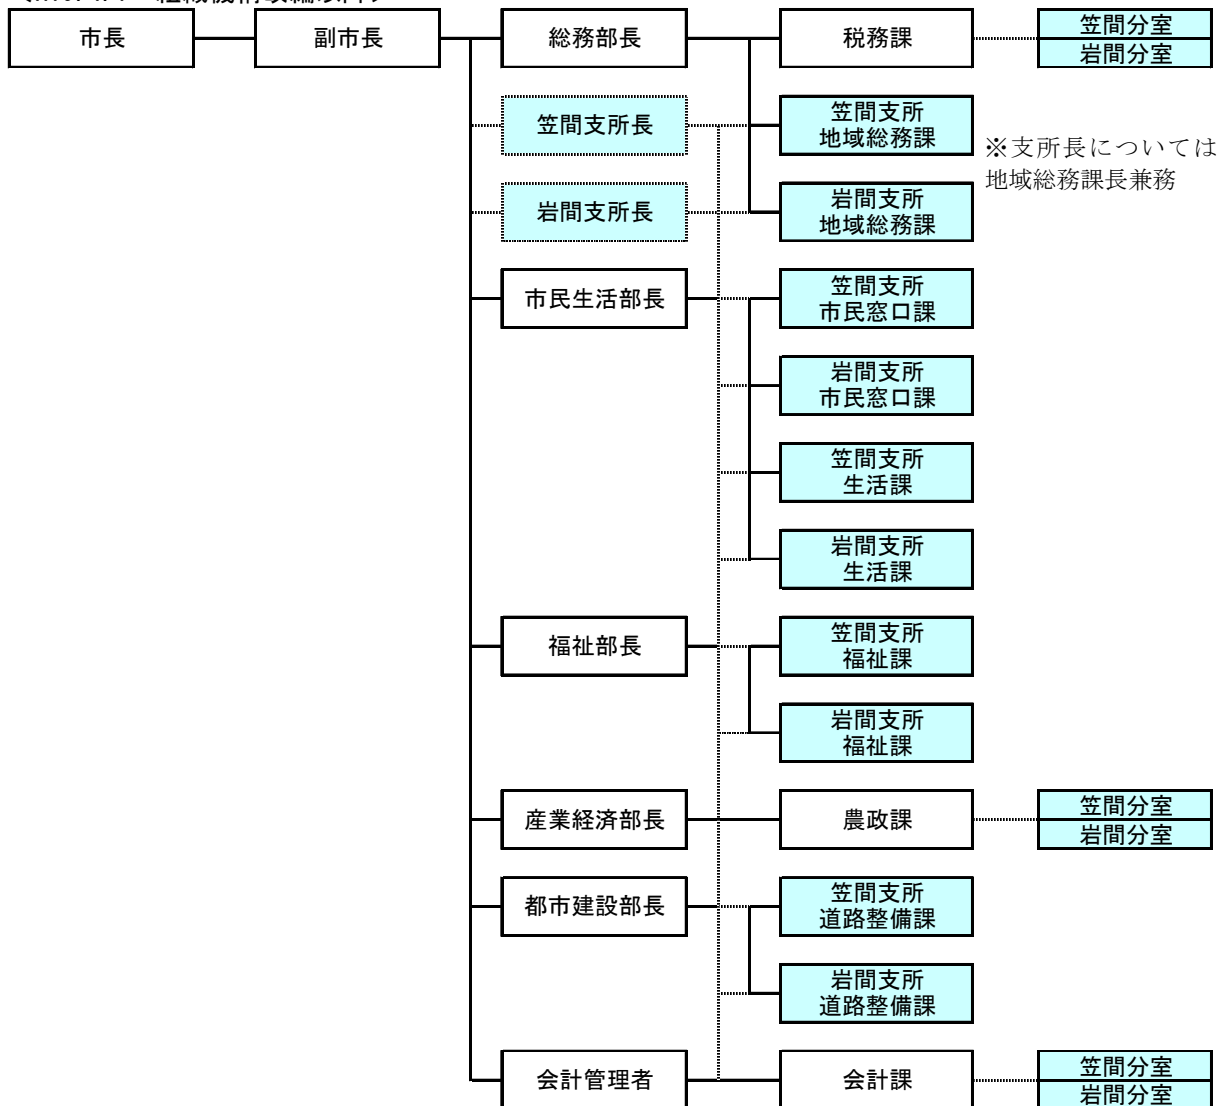 市長
副市長
総務部長
税務課
笠間分室
岩間分室
笠間支所長
笠間支所
地域総務課
※支所長については
地域総務課長兼務
岩間支所長
岩間支所
地域総務課
市民生活部長
笠間支所
市民窓口課
岩間支所
市民窓口課
笠間支所
生活課
岩間支所
生活課
福祉部長
笠間支所
福祉課
岩間支所
福祉課
産業経済部長
農政課
笠間分室
岩間分室
都市建設部長
笠間支所
道路整備課
岩間支所
道路整備課
会計管理者
会計課
笠間分室
岩間分室